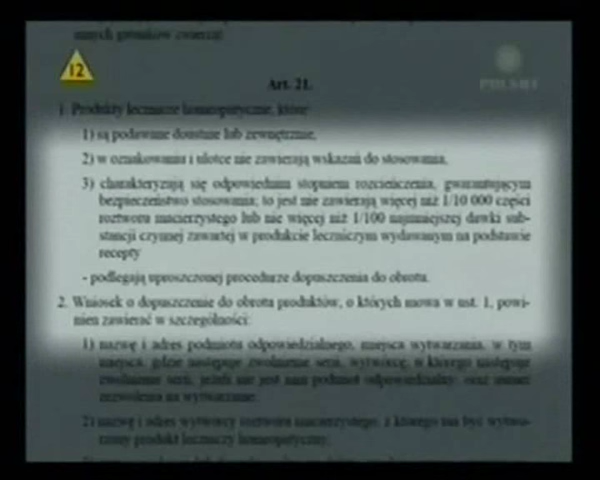 innych gatunków zwierząt.
12
POLSAT
Art. 21.
1. Produkty lecznicze homeopatyczne, które:
1) są podawane doustnie lub zewnętrznie,
2) w oznakowaniu i ulotce nie zawierają wskazań do stosowania,
3) charakteryzują się odpowiednim stopniem rozcieńczenia, gwarantującym
bezpieczeństwo stosowania; to jest nie zawierają więcej niż 1/10 000 części
roztworu macierzystego lub nie więcej niż 1/100 najmniejszej dawki sub-
stancji czynnej zawartej w produkcie leczniczym wydawanym na podstawie
recepty
- podlegają uproszczonej procedurze dopuszczenia do obrotu.
2. Wniosek o dopuszczenie do obrotu produktów, o których mowa w ust. 1, powi-
nien zawierać w szczególności:
1) nazwę i adres podmiotu odpowiedzialnego, miejsca wytwarzania, w tym
miejsca, gdzie następuje zwolnienie serii, wytwórcę, u którego następuje
zwolnienie serii, jeżeli nie jest nim podmiot odpowiedzialny; oraz numer
zezwolenia na wytwarzanie;
2) nazwę i adres wytwórcy roztworu macierzystego, z którego ma być wytwo-
rzony produkt leczniczy homeopatyczny;